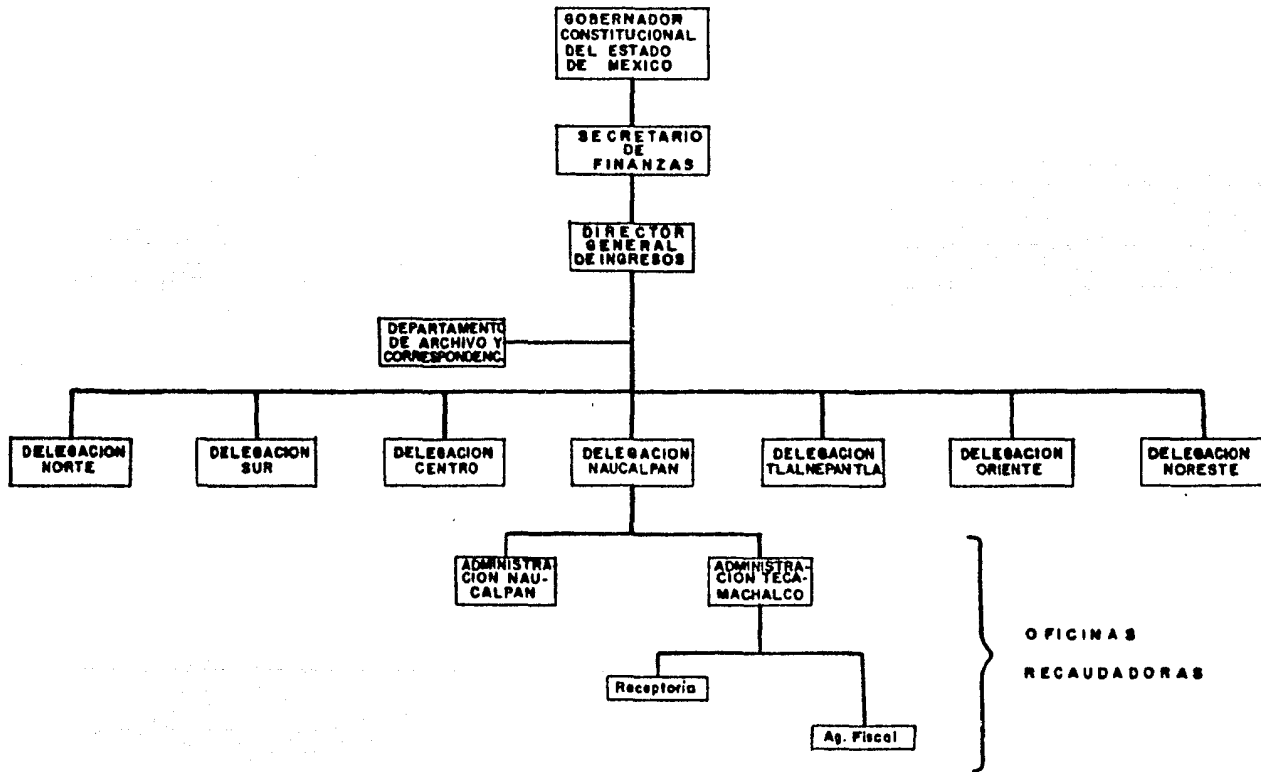 GOBERNADOR
CONSTITUCIONAL
DEL ESTADO
DE MEXICO
SECRETARIO
DE
FINANZAS
DIRECTOR
GENERAL
DE INGRESOS
DEPARTAMENTO
DE ARCHIVO Y
CORRESPONDENC.
DELEGACION
NORTE
DELEGACION
SUR
DELEGACION
CENTRO
DELEGACION
NAUCALPAN
DELEGACION
TLALNEPANTLA
DELEGACION
ORIENTE
DELEGACION
NORESTE
ADMINISTRA-
CION NAU-
CALPAN
ADMINISTRA-
CION TECA-
MACHALCO
OFICINAS
RECAUDADORAS
Receptoria
Ag. Fiscal